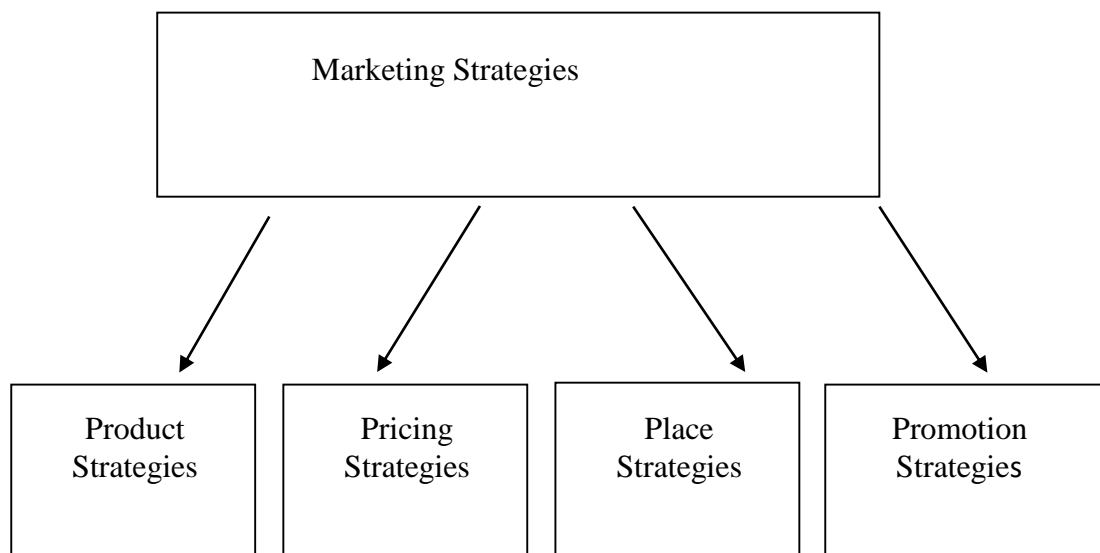 Marketing Strategies
Product
Strategies
Pricing
Strategies
Place
Strategies
Promotion
Strategies